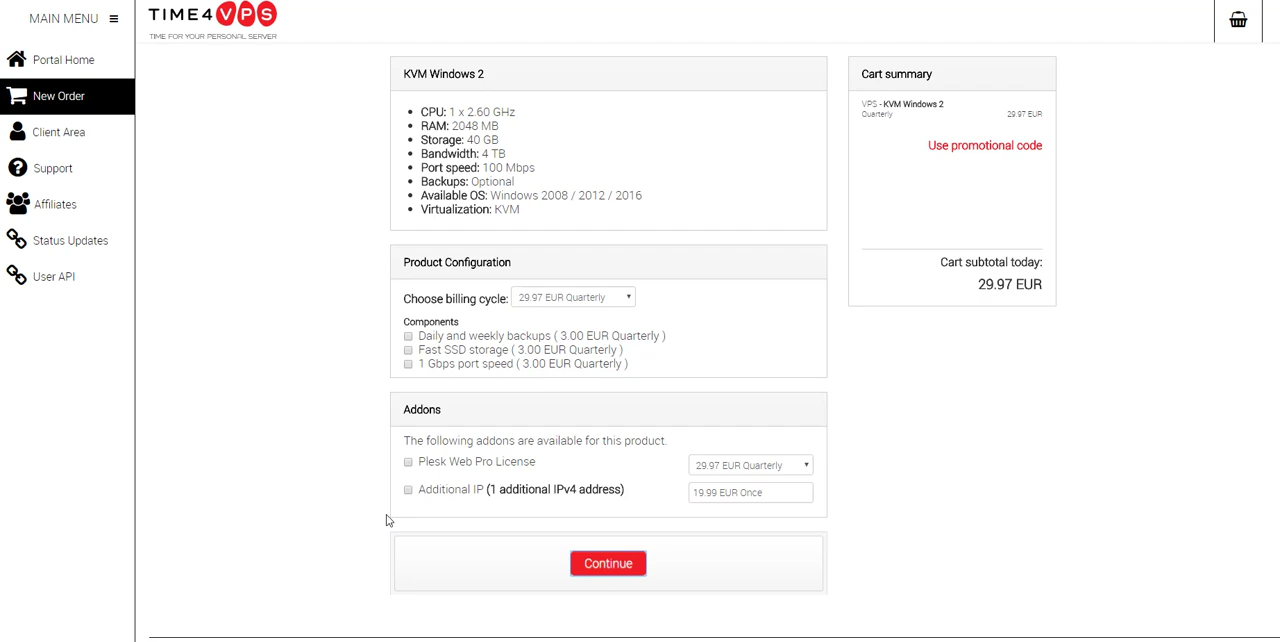 MAIN MENU
TIME4VPS
TIME FOR YOUR PERSONAL SERVER
Portal Home
New Order
Client Area
Support
Affiliates
Status Updates
User API
KVM Windows 2
CPU: 1 x 2.60 GHz
RAM: 2048 MB
Storage: 40 GB
Bandwidth: 4 TB
Port speed: 100 Mbps
Backups: Optional
Available OS: Windows 2008 / 2012 / 2016
Virtualization: KVM
Product Configuration
Choose billing cycle: 29.97 EUR Quarterly
Components
Daily and weekly backups ( 3.00 EUR Quarterly )
Fast SSD storage ( 3.00 EUR Quarterly )
1 Gbps port speed ( 3.00 EUR Quarterly )
Addons
The following addons are available for this product.
Plesk Web Pro License 29.97 EUR Quarterly
Additional IP (1 additional IPv4 address) 19.99 EUR Once
Continue
Cart summary
VPS - KVM Windows 2
Quarterly 29.97 EUR
Use promotional code
Cart subtotal today:
29.97 EUR